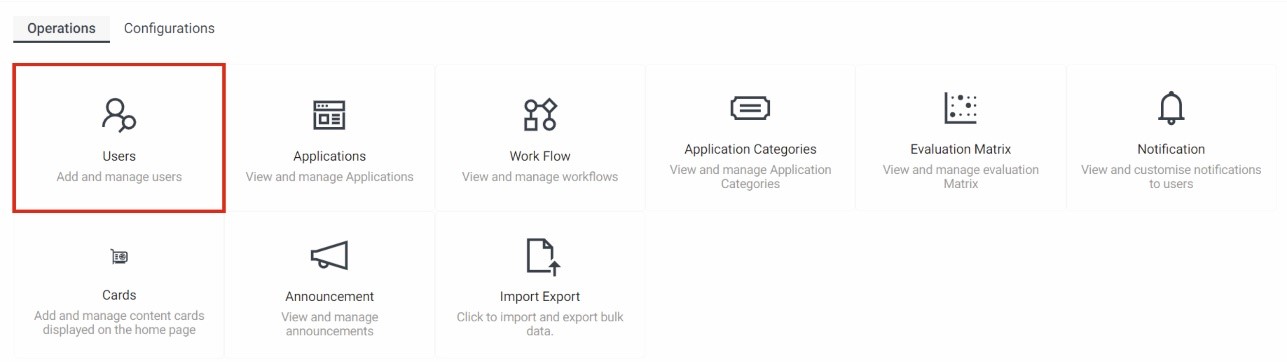 Operations Configurations
Users
Add and manage users
Applications
View and manage Applications
Work Flow
View and manage workflows
Application Categories
View and manage Application
Categories
Evaluation Matrix
View and manage evaluation
Matrix
Notification
View and customise notifications
to users
Cards
Add and manage content cards
displayed on the home page
Announcement
View and manage
announcements
Import Export
Click to import and export bulk
data.